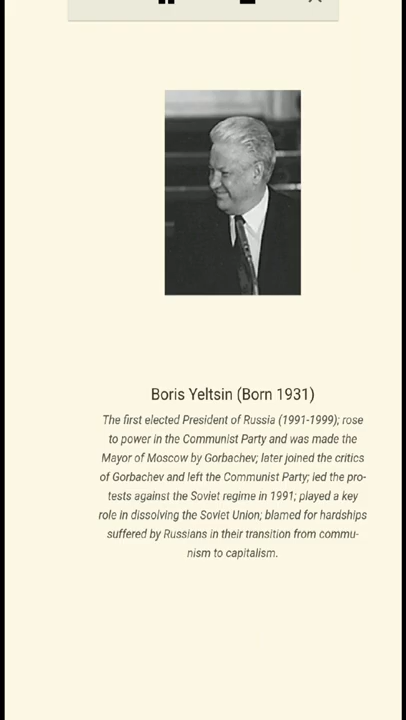 Boris Yeltsin (Born 1931)
The first elected President of Russia (1991-1999); rose
to power in the Communist Party and was made the
Mayor of Moscow by Gorbachev; later joined the critics
of Gorbachev and left the Communist Party; led the pro-
tests against the Soviet regime in 1991; played a key
role in dissolving the Soviet Union; blamed for hardships
suffered by Russians in their transition from commu-
nism to capitalism.